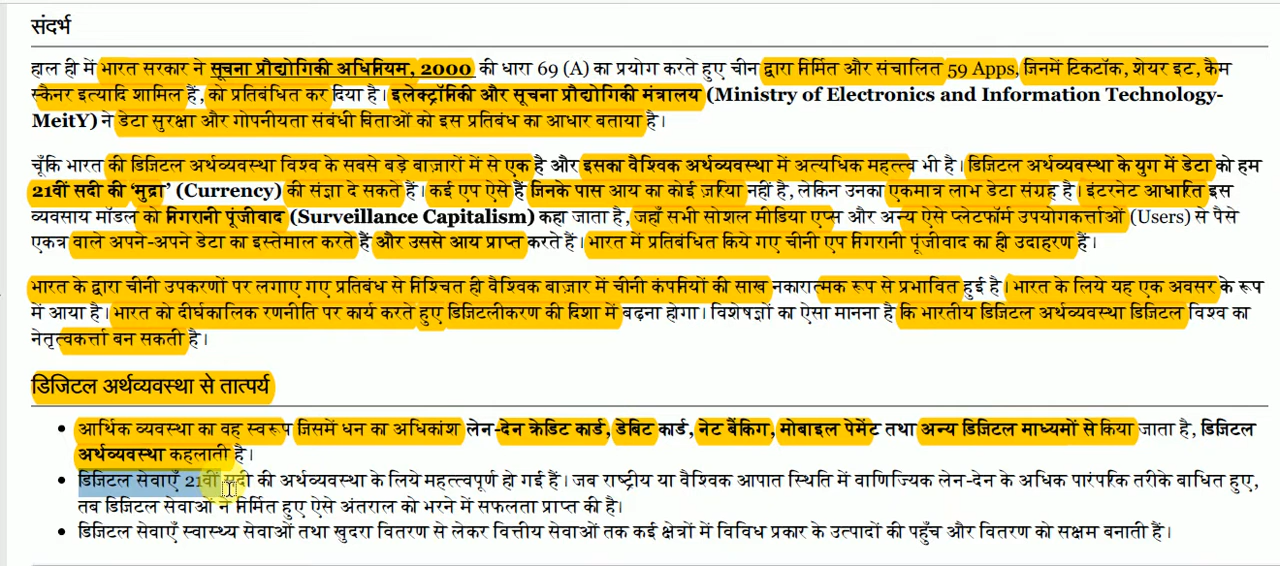 संदर्भ
हाल ही में भारत सरकार ने सूचना प्रौद्योगिकी अधिनियम, 2000 की धारा 69 (A) का प्रयोग करते हुए चीन द्वारा निर्मित और संचालित 59 Apps, जिनमें टिकटॉक, शेयर इट, कैम
स्कैनर इत्यादि शामिल हैं, को प्रतिबंधित कर दिया है। इलेक्ट्रॉनिकी और सूचना प्रौद्योगिकी मंत्रालय (Ministry of Electronics and Information Technology-
MeitY) ने डेटा सुरक्षा और गोपनीयता संबंधी चिंताओं को इस प्रतिबंध का आधार बताया है।
चूँकि भारत की डिजिटल अर्थव्यवस्था विश्व के सबसे बड़े बाज़ारों में से एक है और इसका वैश्विक अर्थव्यवस्था में अत्यधिक महत्त्व भी है। डिजिटल अर्थव्यवस्था के युग में डेटा को हम
21वीं सदी की ‘मुद्रा’ (Currency) की संज्ञा दे सकते हैं। कई एप ऐसे हैं जिनके पास आय का कोई ज़रिया नहीं है, लेकिन उनका एकमात्र लाभ डेटा संग्रह है। इंटरनेट आधारित इस
व्यवसाय मॉडल को निगरानी पूंजीवाद (Surveillance Capitalism) कहा जाता है, जहाँ सभी सोशल मीडिया एप्स और अन्य ऐसे प्लेटफॉर्म उपयोगकर्त्ताओं (Users) से पैसे
एकत्र वाले अपने-अपने डेटा का इस्तेमाल करते हैं और उससे आय प्राप्त करते हैं। भारत में प्रतिबंधित किये गए चीनी एप निगरानी पूंजीवाद का ही उदाहरण हैं।
भारत के द्वारा चीनी उपकरणों पर लगाए गए प्रतिबंध से निश्चित ही वैश्विक बाज़ार में चीनी कंपनियों की साख नकारात्मक रूप से प्रभावित हुई है। भारत के लिये यह एक अवसर के रूप
में आया है। भारत को दीर्घकालिक रणनीति पर कार्य करते हुए डिजिटलीकरण की दिशा में बढ़ना होगा। विशेषज्ञों का ऐसा मानना है कि भारतीय डिजिटल अर्थव्यवस्था डिजिटल विश्व का
नेतृत्वकर्त्ता बन सकती है।
डिजिटल अर्थव्यवस्था से तात्पर्य
• आर्थिक व्यवस्था का वह स्वरूप जिसमें धन का अधिकांश लेन-देन क्रेडिट कार्ड, डेबिट कार्ड, नेट बैंकिंग, मोबाइल पेमेंट तथा अन्य डिजिटल माध्यमों से किया जाता है, डिजिटल
अर्थव्यवस्था कहलाती है।
• डिजिटल सेवाएँ 21वीं सदी की अर्थव्यवस्था के लिये महत्त्वपूर्ण हो गई हैं। जब राष्ट्रीय या वैश्विक आपात स्थिति में वाणिज्यिक लेन-देन के अधिक पारंपरिक तरीके बाधित हुए,
तब डिजिटल सेवाओं ने निर्मित हुए ऐसे अंतराल को भरने में सफलता प्राप्त की है।
• डिजिटल सेवाएँ स्वास्थ्य सेवाओं तथा खुदरा वितरण से लेकर वित्तीय सेवाओं तक कई क्षेत्रों में विविध प्रकार के उत्पादों की पहुँच और वितरण को सक्षम बनाती हैं।